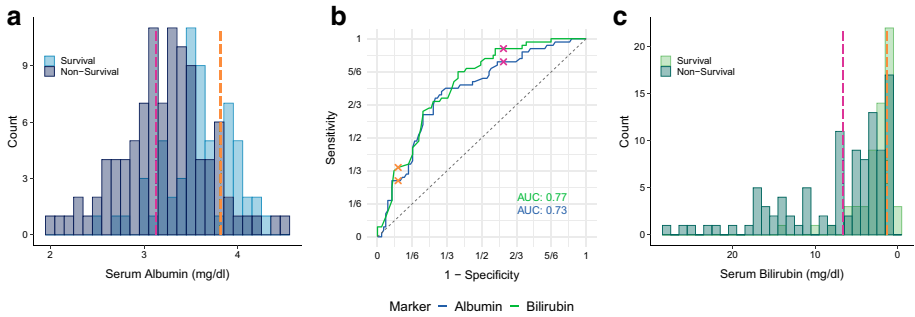 a
Survival
Non-Survival
Count
9
6
3
0
2
3
4
Serum Albumin (mg/dl)
b
Sensitivity
1
5/6
2/3
1/2
1/3
1/6
0
AUC: 0.77
AUC: 0.73
0
1/6
1/3
1/2
2/3
5/6
1
1 − Specificity
Marker Albumin Bilirubin
c
Survival
Non-Survival
Count
20
15
10
5
0
20
10
0
Serum Bilirubin (mg/dl)